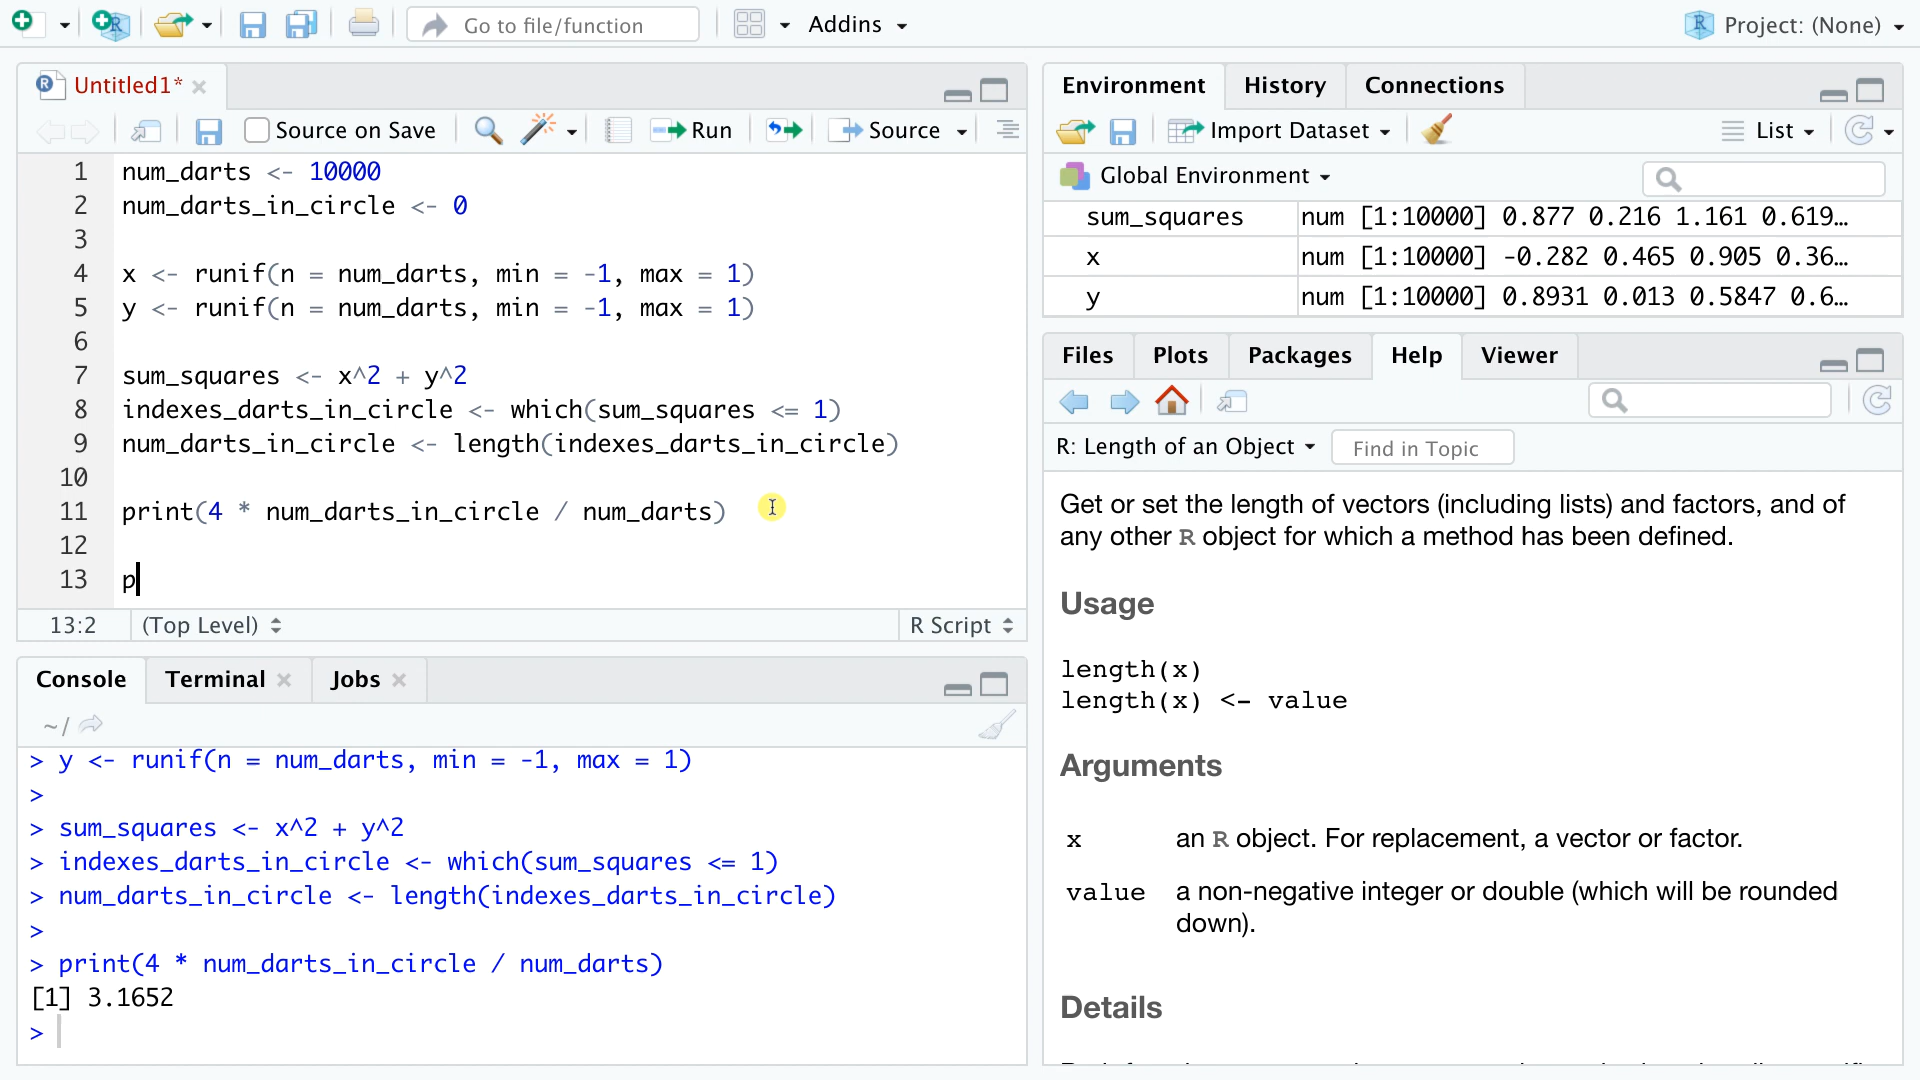 Go to file/function
Addins
Project: (None)
Untitled1*
Source on Save
Run
Source
1 num_darts <- 10000
2 num_darts_in_circle <- 0
3
4 x <- runif(n = num_darts, min = -1, max = 1)
5 y <- runif(n = num_darts, min = -1, max = 1)
6
7 sum_squares <- x^2 + y^2
8 indexes_darts_in_circle <- which(sum_squares <= 1)
9 num_darts_in_circle <- length(indexes_darts_in_circle)
10
11 print(4 * num_darts_in_circle / num_darts)
12
13 p
13:2 (Top Level) R Script
Console Terminal Jobs
~/
> y <- runif(n = num_darts, min = -1, max = 1)
>
> sum_squares <- x^2 + y^2
> indexes_darts_in_circle <- which(sum_squares <= 1)
> num_darts_in_circle <- length(indexes_darts_in_circle)
>
> print(4 * num_darts_in_circle / num_darts)
[1] 3.1652
>
Environment History Connections
Import Dataset List
Global Environment
sum_squares num [1:10000] 0.877 0.216 1.161 0.619…
x num [1:10000] -0.282 0.465 0.905 0.36…
y num [1:10000] 0.8931 0.013 0.5847 0.6…
Files Plots Packages Help Viewer
R: Length of an Object Find in Topic
Get or set the length of vectors (including lists) and factors, and of
any other R object for which a method has been defined.
Usage
length(x)
length(x) <- value
Arguments
x an R object. For replacement, a vector or factor.
value a non-negative integer or double (which will be rounded
down).
Details